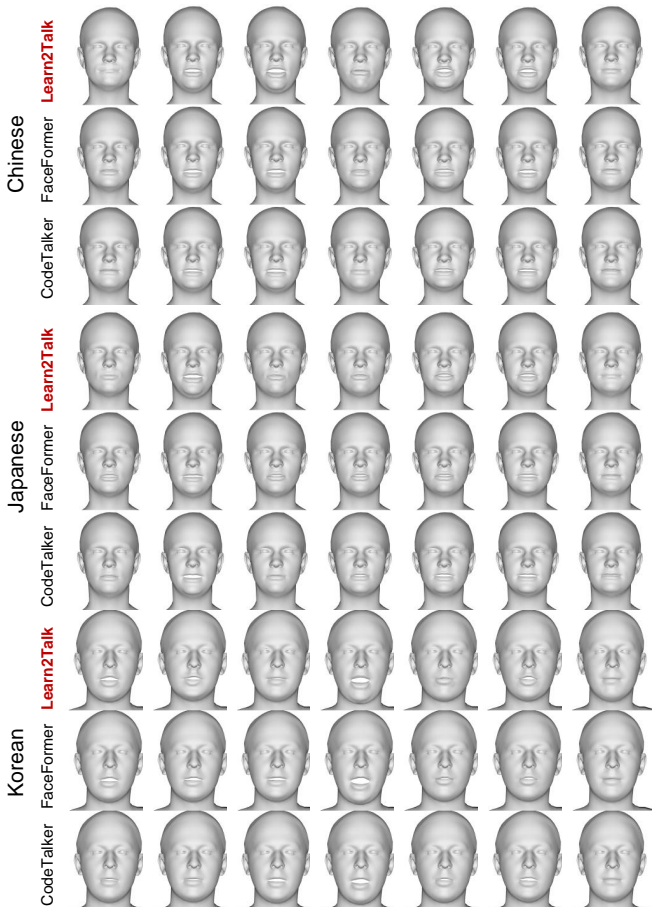 Chinese
Learn2Talk
FaceFormer
CodeTalker
Japanese
Learn2Talk
FaceFormer
CodeTalker
Korean
Learn2Talk
FaceFormer
CodeTalker